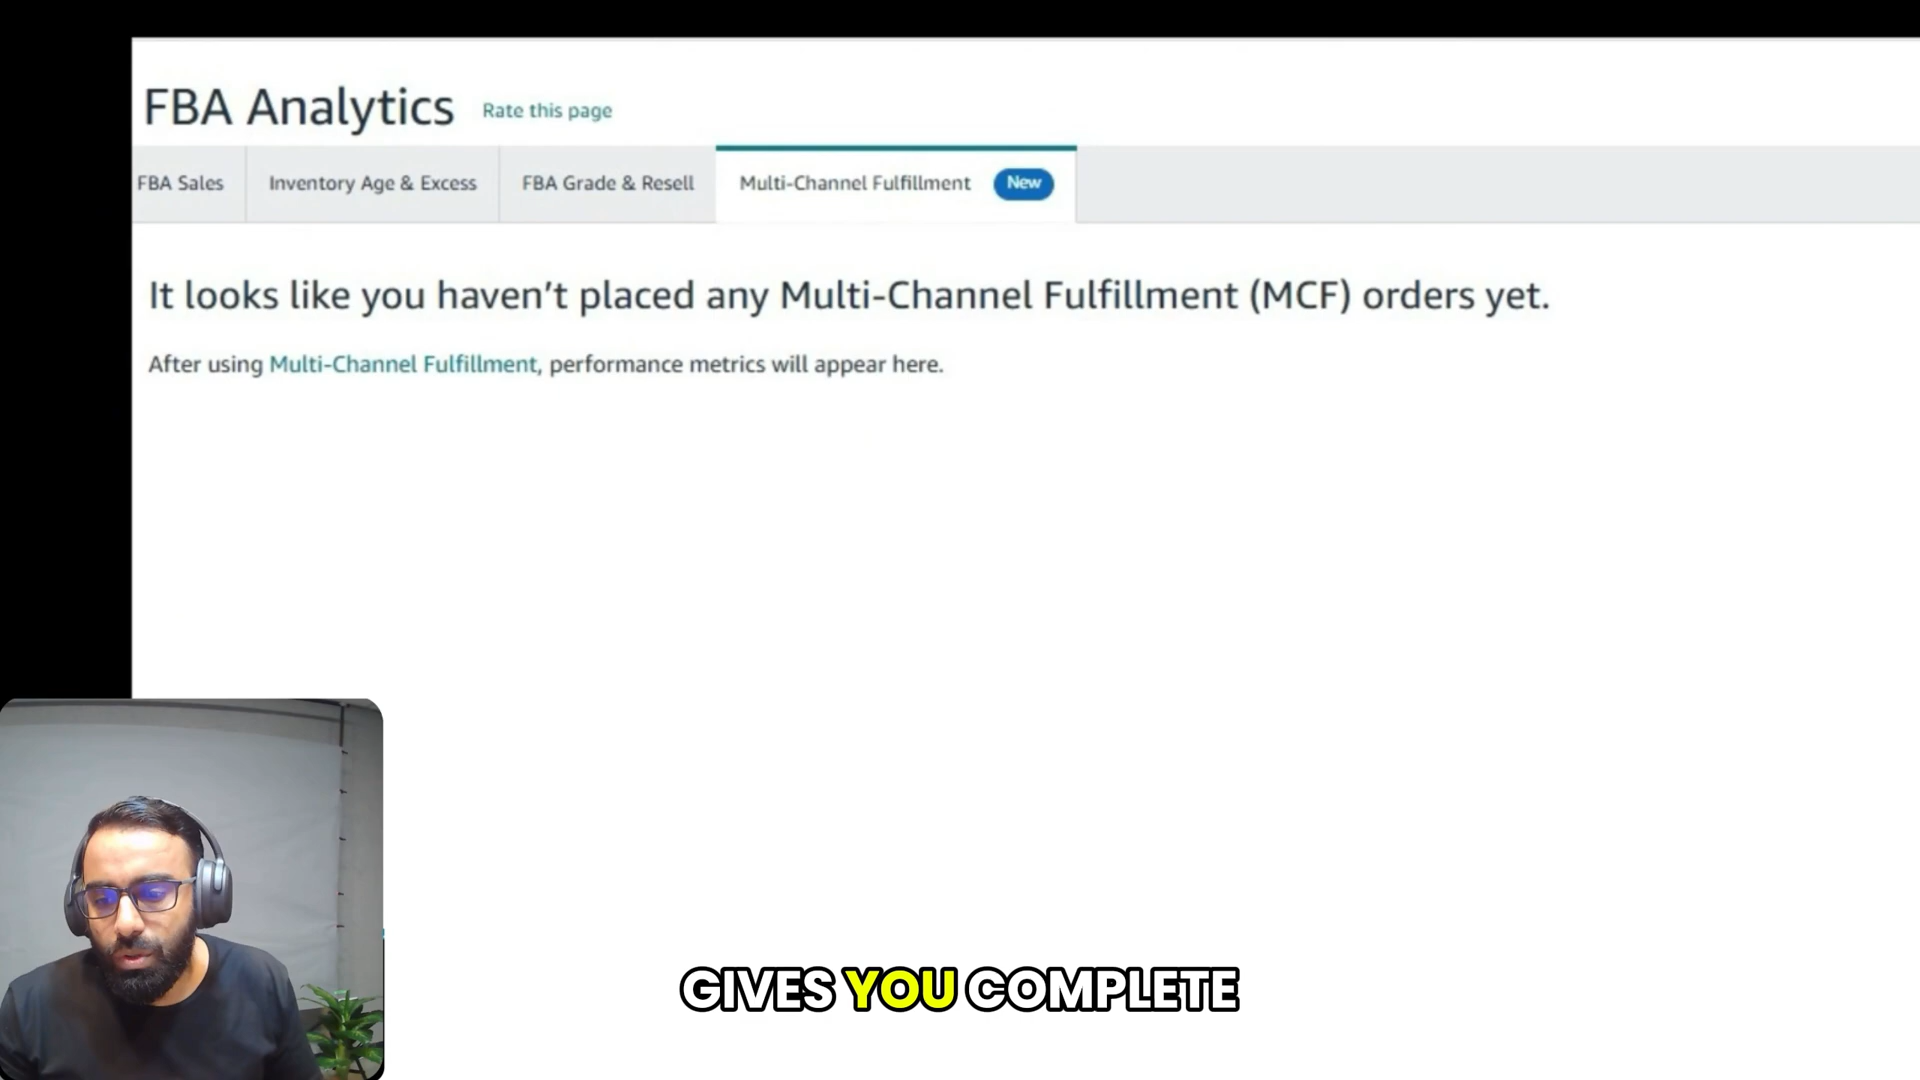 FBA Analytics Rate this page
FBA Sales Inventory Age & Excess FBA Grade & Resell Multi-Channel Fulfillment New
It looks like you haven’t placed any Multi-Channel Fulfillment (MCF) orders yet.
After using Multi-Channel Fulfillment, performance metrics will appear here.
GIVES YOU COMPLETE